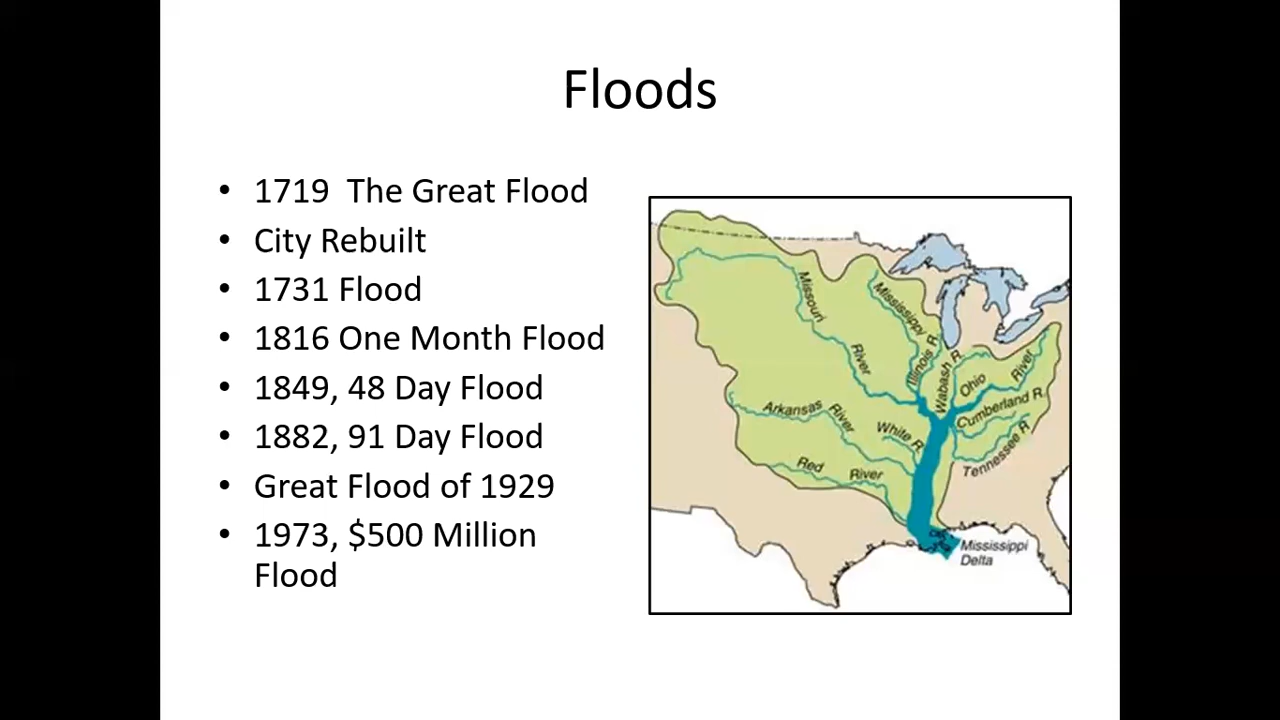 Floods
• 1719  The Great Flood
• City Rebuilt
• 1731 Flood
• 1816 One Month Flood
• 1849, 48 Day Flood
• 1882, 91 Day Flood
• Great Flood of 1929
• 1973, $500 Million
Flood
Missouri
River
Mississippi
Illinois R.
Wabash R.
Ohio
River
Cumberland R.
Tennessee R.
Arkansas
River
White R.
Red
River
Mississippi
Delta